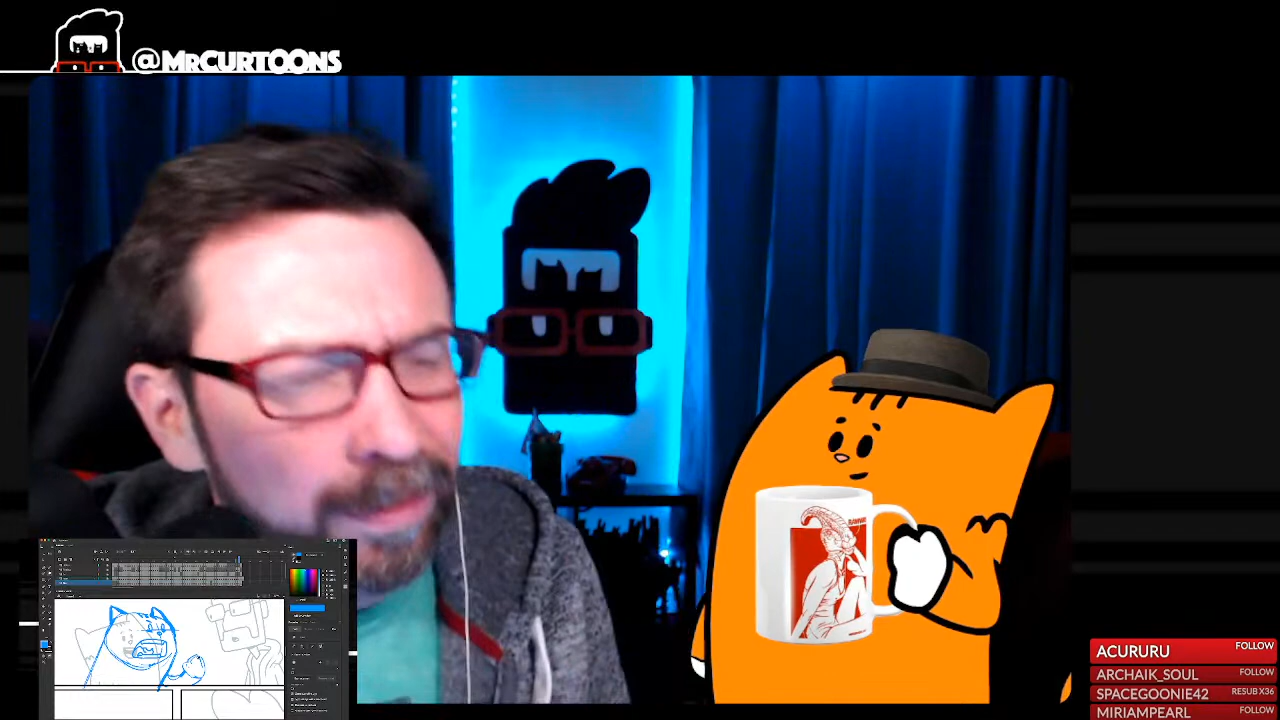 @MrCurtOOns
ACURURU FOLLOW
ARCHAIK_SOUL FOLLOW
SPACEGOONIE42 RESUB X36
MIRIAMPEARL FOLLOW